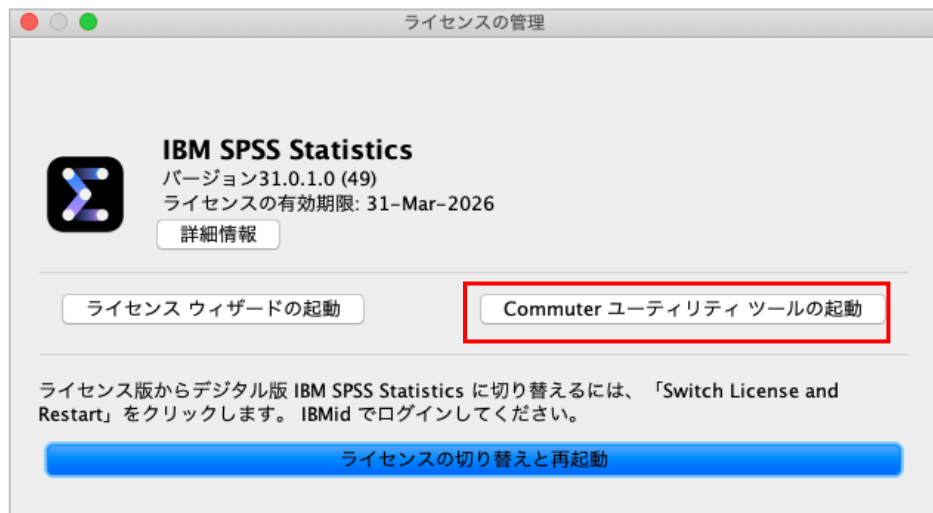 ライセンスの管理
IBM SPSS Statistics
バージョン31.0.1.0 (49)
ライセンスの有効期限: 31-Mar-2026
詳細情報
ライセンス ウィザードの起動
Commuter ユーティリティ ツールの起動
ライセンス版からデジタル版 IBM SPSS Statistics に切り替えるには、 「Switch License and
Restart」をクリックします。 IBMid でログインしてください。
ライセンスの切り替えと再起動